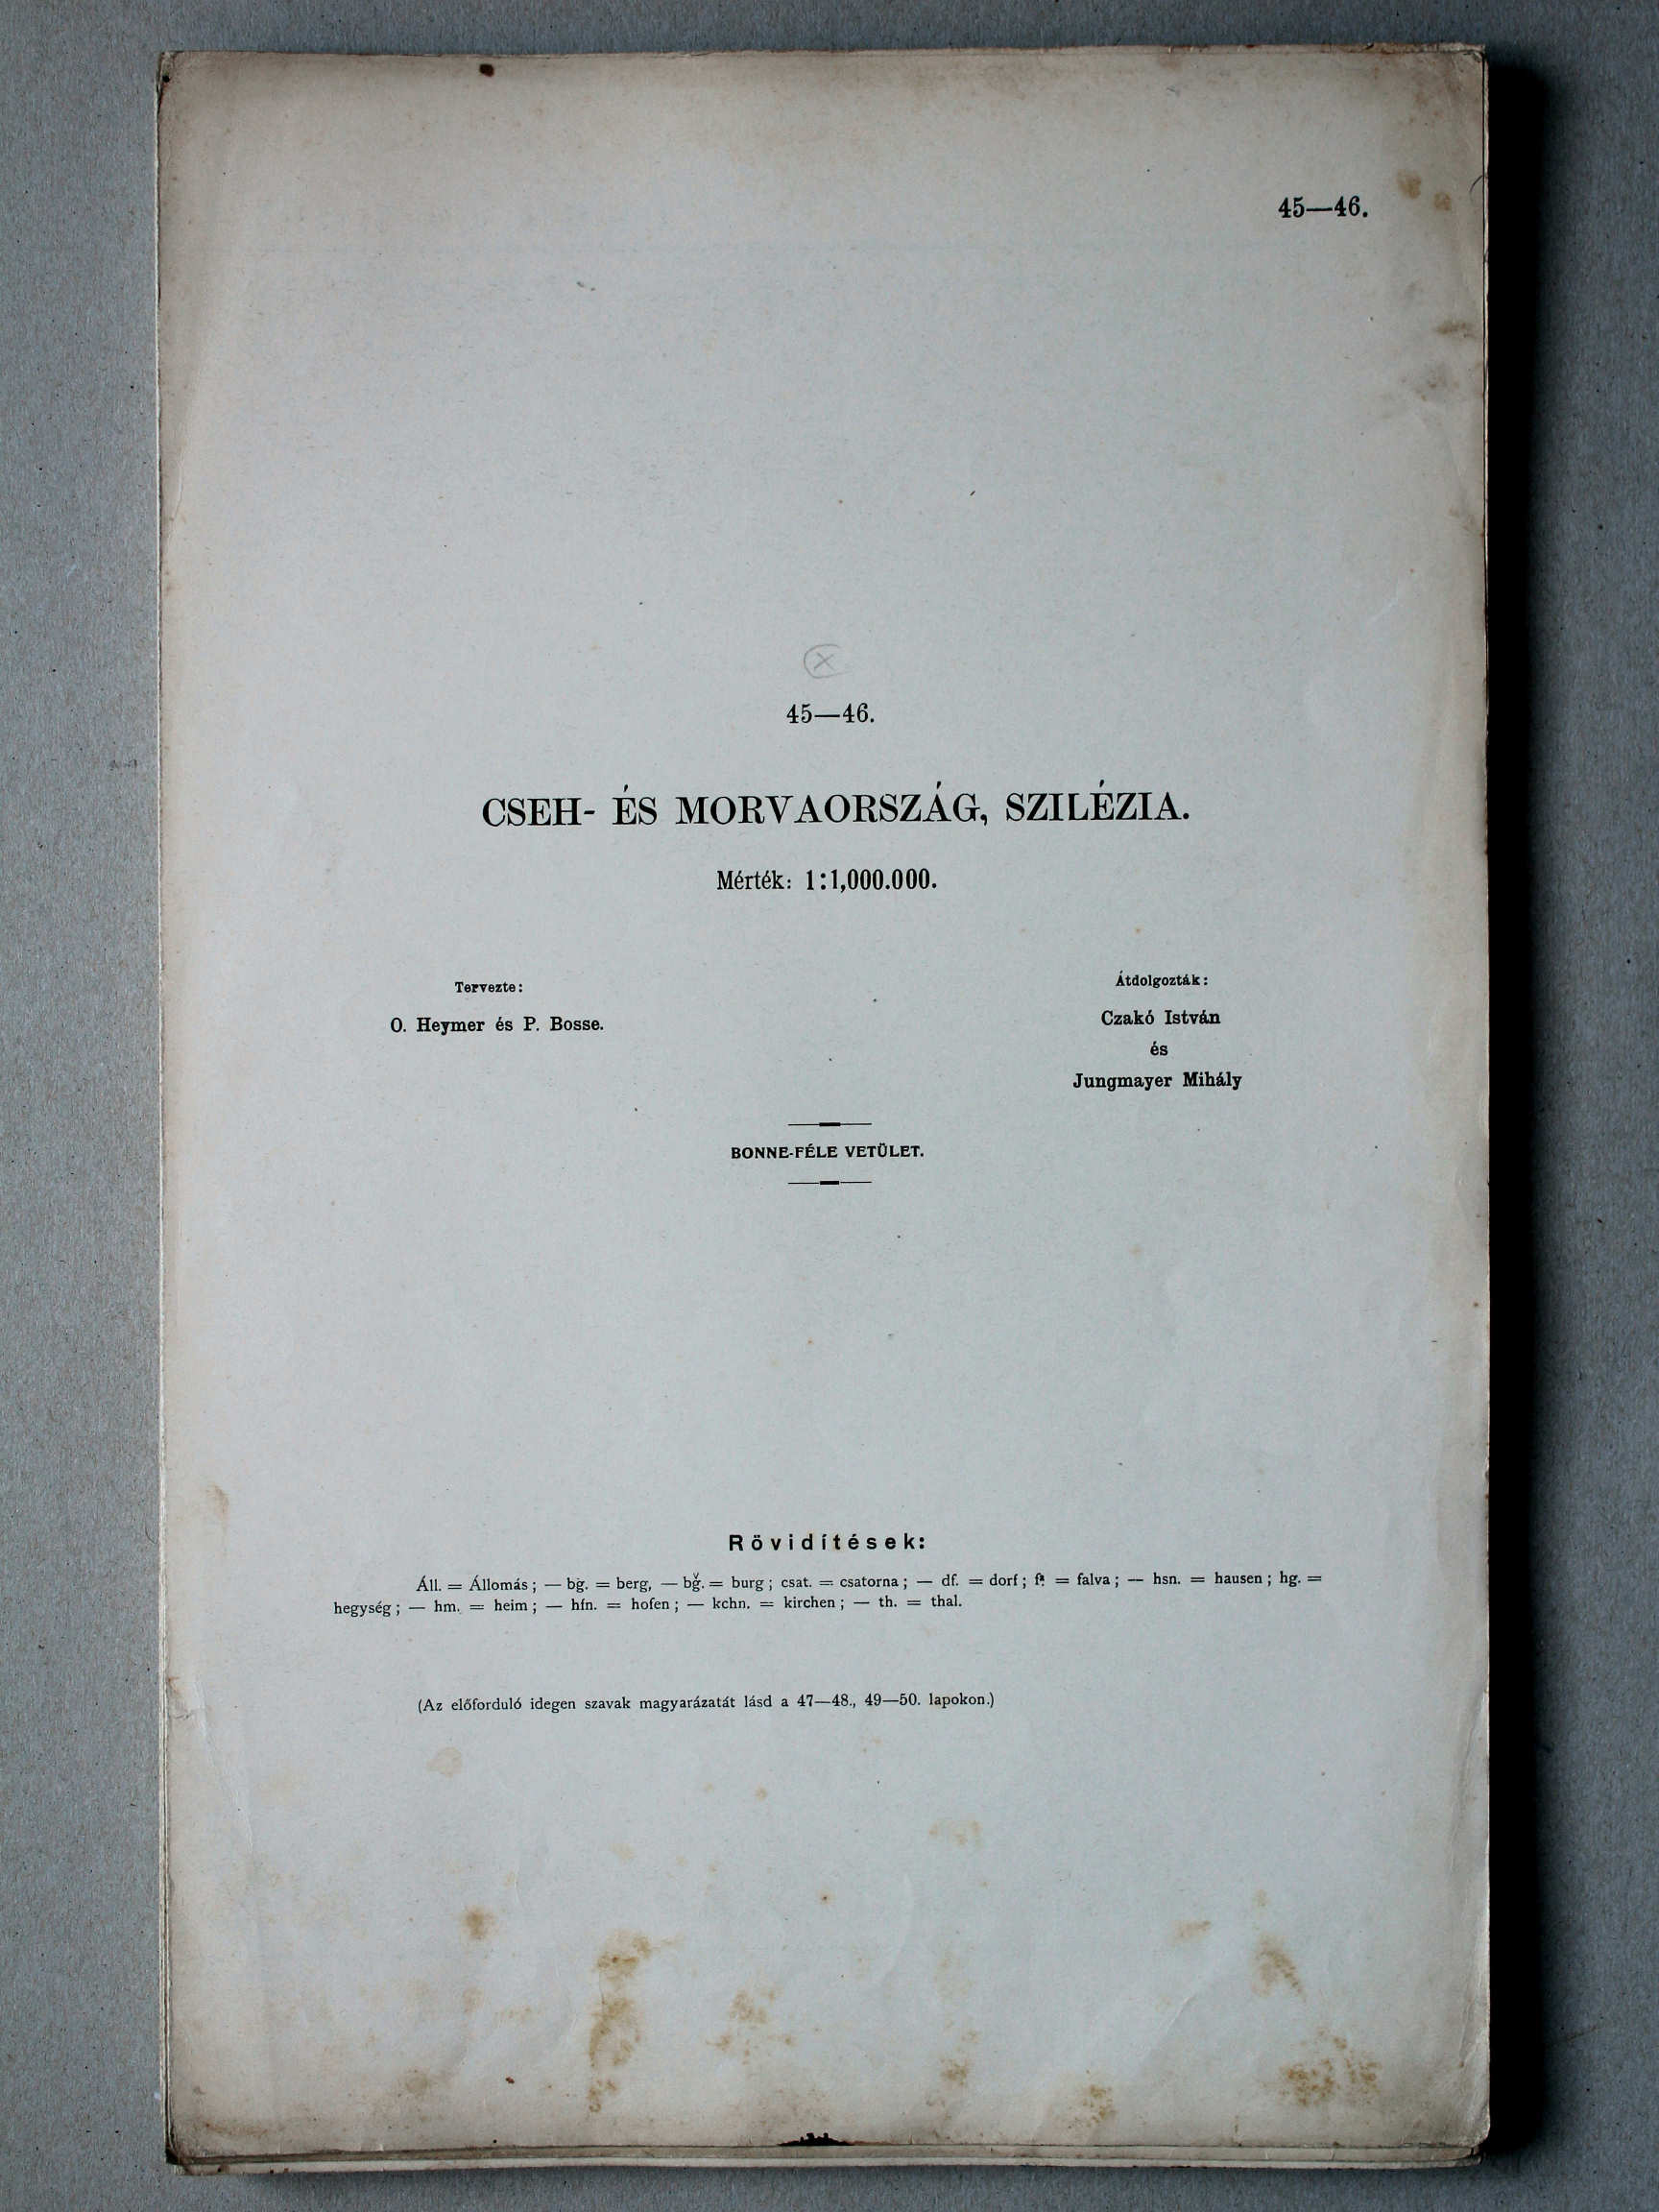 45—46.
45—46.
CSEH- ÉS MORVAORSZÁG, SZILÉZIA.
Mérték: 1:1,000.000.
Tervezte:
O. Heymer és P. Bosse.
Átdolgozták:
Czakó István
és
Jungmayer Mihály
BONNE-FÉLE VETÜLET.
Rövidítések:
Áll. = Állomás; — bg. = berg, — bğ. = burg; csat. = csatorna; — df. = dorf; = falva; — hsn. = hausen; hg. =
hegység; — hm. = heim; — hfn. = hofen; — kchn. = kirchen; — th. = thal.
(Az előforduló idegen szavak magyarázatát lásd a 47—48., 49—50. lapokon.)